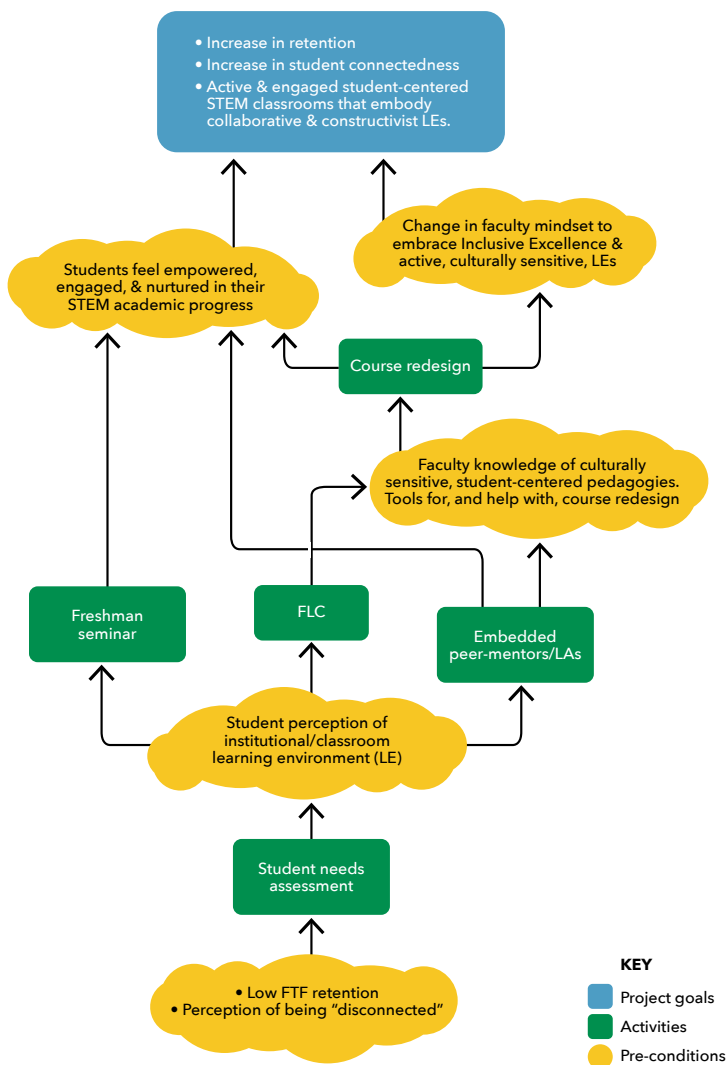 • Increase in retention
• Increase in student connectedness
• Active & engaged student-centered
STEM classrooms that embody
collaborative & constructivist LEs.
Change in faculty mindset to
embrace Inclusive Excellence &
active, culturally sensitive, LEs
Students feel empowered,
engaged, & nurtured in their
STEM academic progress
Course redesign
Faculty knowledge of culturally
sensitive, student-centered pedagogies.
Tools for, and help with, course redesign
Freshman
seminar
FLC
Embedded
peer-mentors/LAs
Student perception of
institutional/classroom
learning environment (LE)
Student needs
assessment
• Low FTF retention
• Perception of being “disconnected”
KEY
Project goals
Activities
Pre-conditions